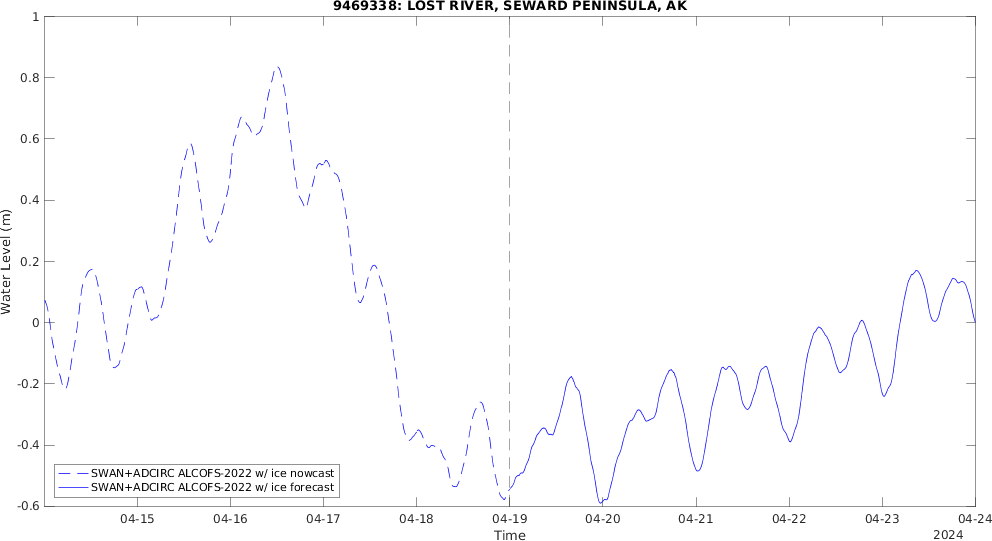 9469338: LOST RIVER, SEWARD PENINSULA, AK
Water Level (m)
1
0.8
0.6
0.4
0.2
0
-0.2
-0.4
-0.6
SWAN+ADCIRC ALCOFS-2022 w/ ice nowcast
SWAN+ADCIRC ALCOFS-2022 w/ ice forecast
04-15 04-16 04-17 04-18 04-19 04-20 04-21 04-22 04-23 04-24
Time
2024